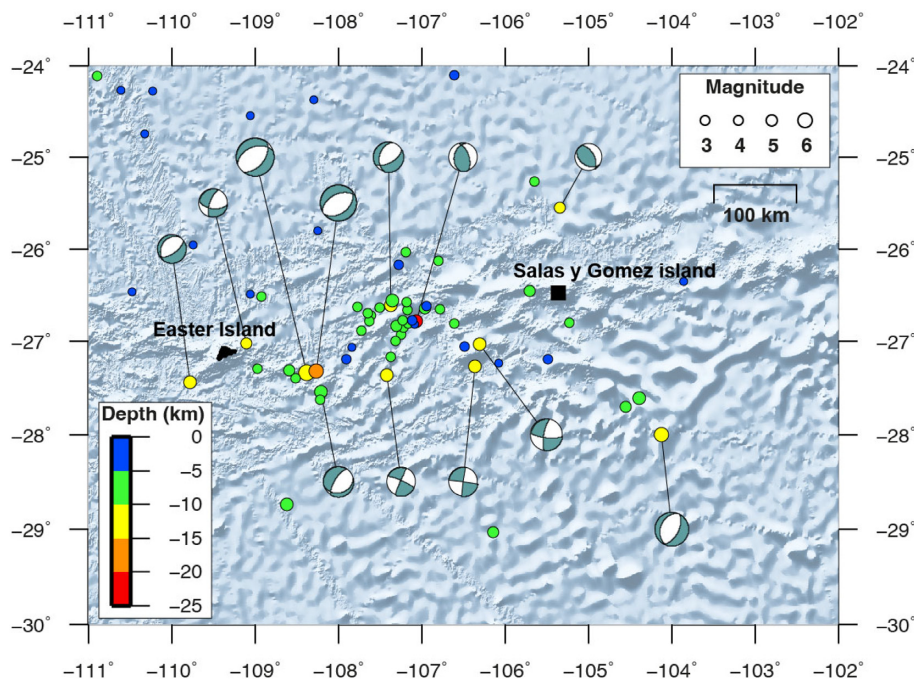 −111˚ −110˚ −109˚ −108˚ −107˚ −106˚ −105˚ −104˚ −103˚ −102˚
−24˚ −24˚
Magnitude
3 4 5 6
−25˚ −25˚
100 km
−26˚ −26˚
Salas y Gomez island
Easter Island
−27˚ −27˚
Depth (km)
−28˚ −28˚
0
−5
−10
−29˚ −29˚
−15
−20
−25
−30˚ −30˚
−111˚ −110˚ −109˚ −108˚ −107˚ −106˚ −105˚ −104˚ −103˚ −102˚